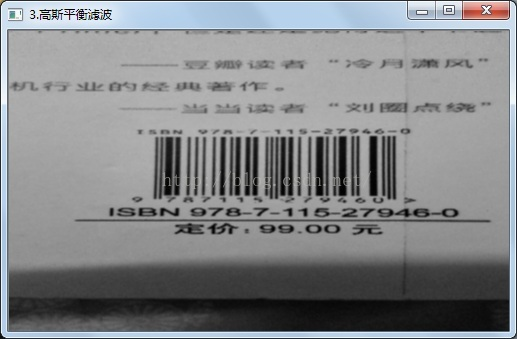 3.高斯平衡滤波
——豆瓣读者 “冷月潇风”
机行业的经典著作。
——当当读者 “刘圈点绕”
ISBN 978-7-115-27946-0
http://blog.csdn.net/
9 787115 279460 >
ISBN 978-7-115-27946-0
定价：99.00 元